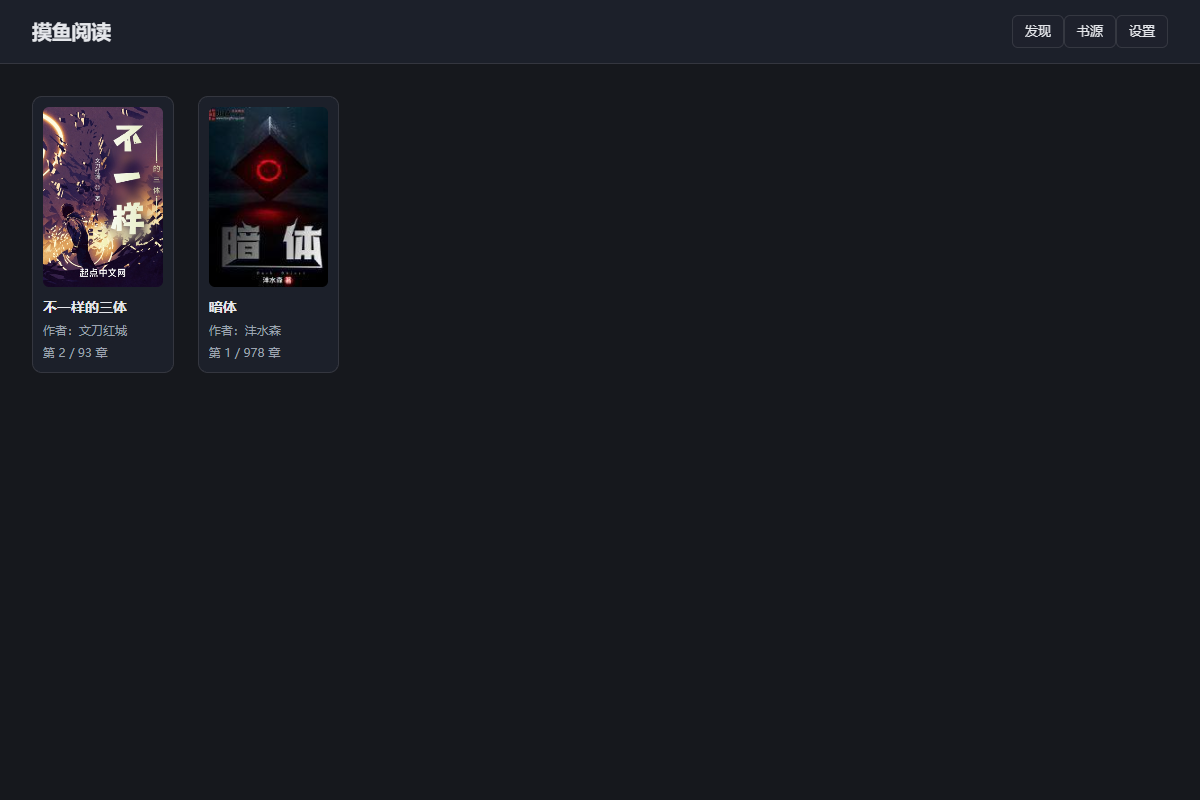 摸鱼阅读
发现
书源
设置
不
一
样
的三体
起点中文网
不一样的三体
作者：文刀红城
第 2 / 93 章
暗体
沣水森 著
暗体
作者：沣水森
第 1 / 978 章